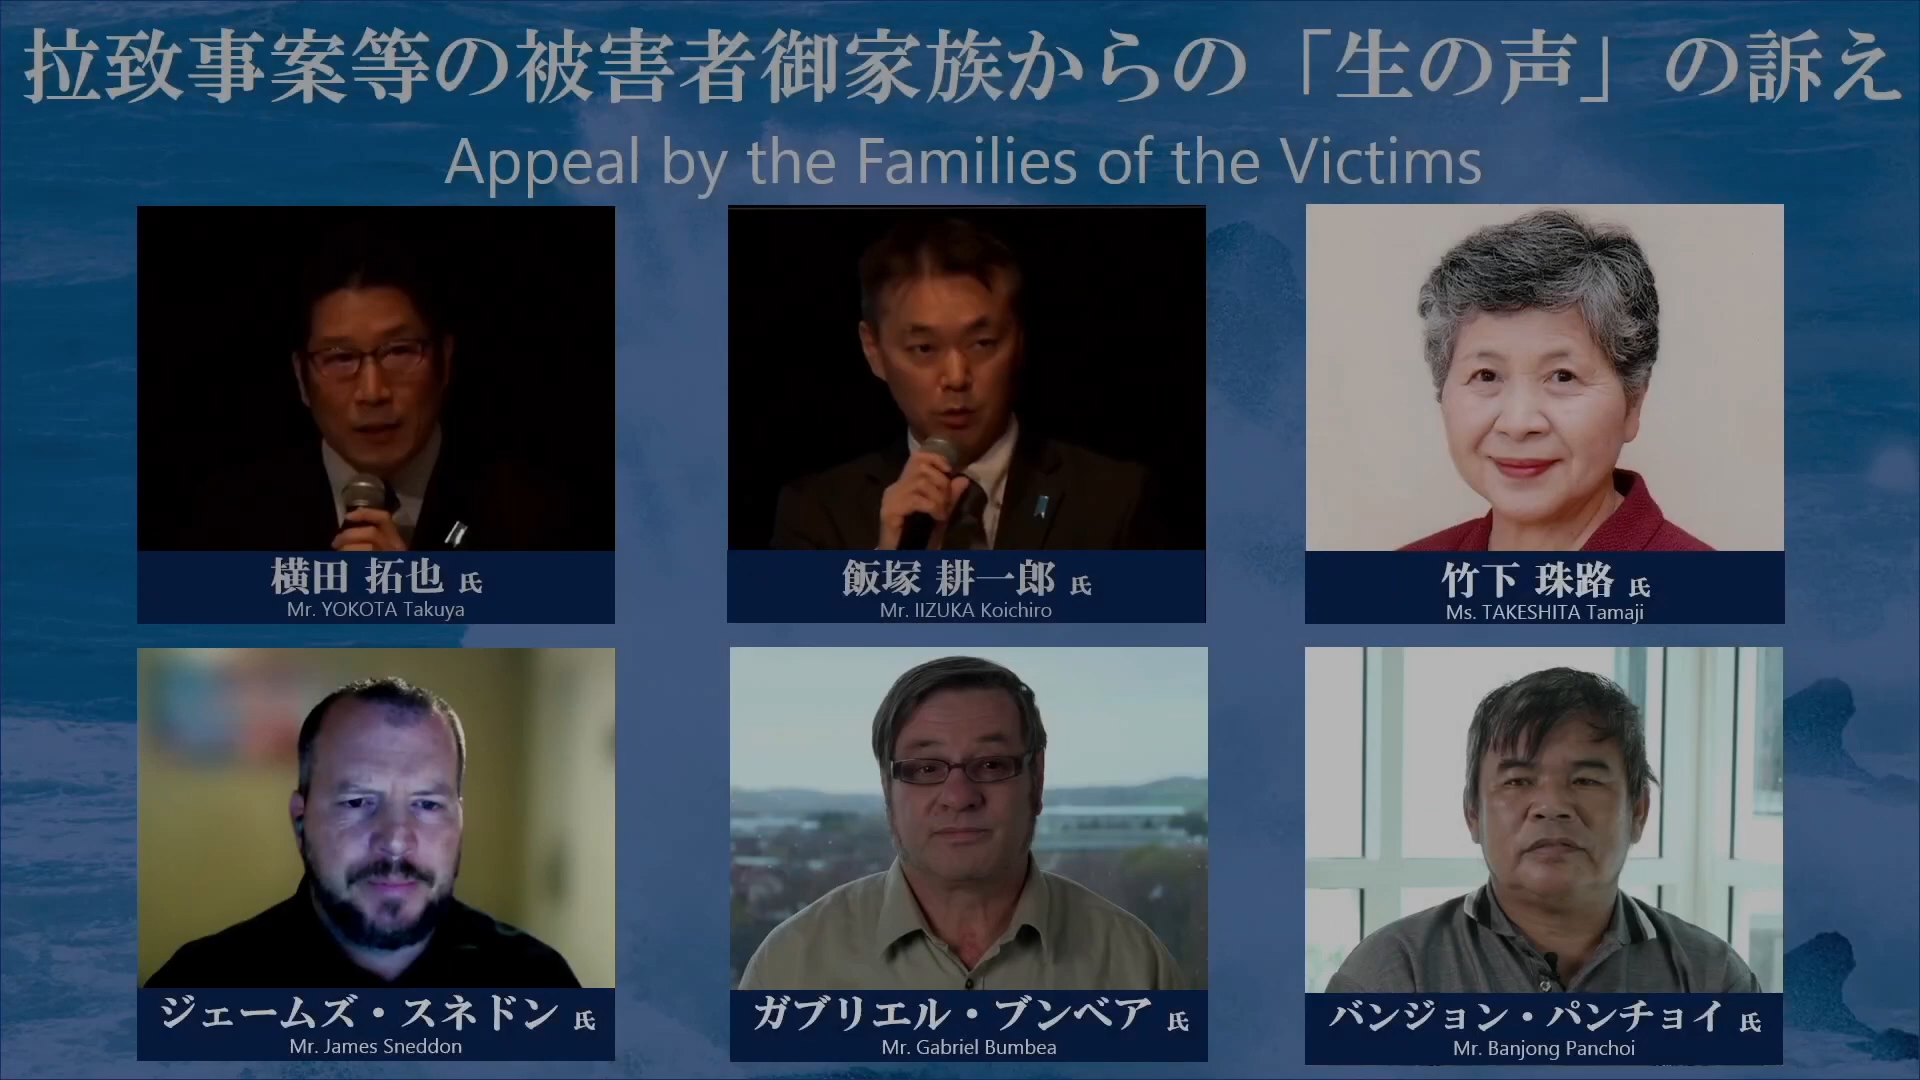 拉致事案等の被害者御家族からの「生の声」の訴え
Appeal by the Families of the Victims
横田 拓也 氏
Mr. YOKOTA Takuya
飯塚 耕一郎 氏
Mr. IIZUKA Koichiro
竹下 珠路 氏
Ms. TAKESHITA Tamaji
ジェームズ・スネドン 氏
Mr. James Sneddon
ガブリエル・ブンベア 氏
Mr. Gabriel Bumbea
バンジョン・パンチョイ 氏
Mr. Banjong Panchoi